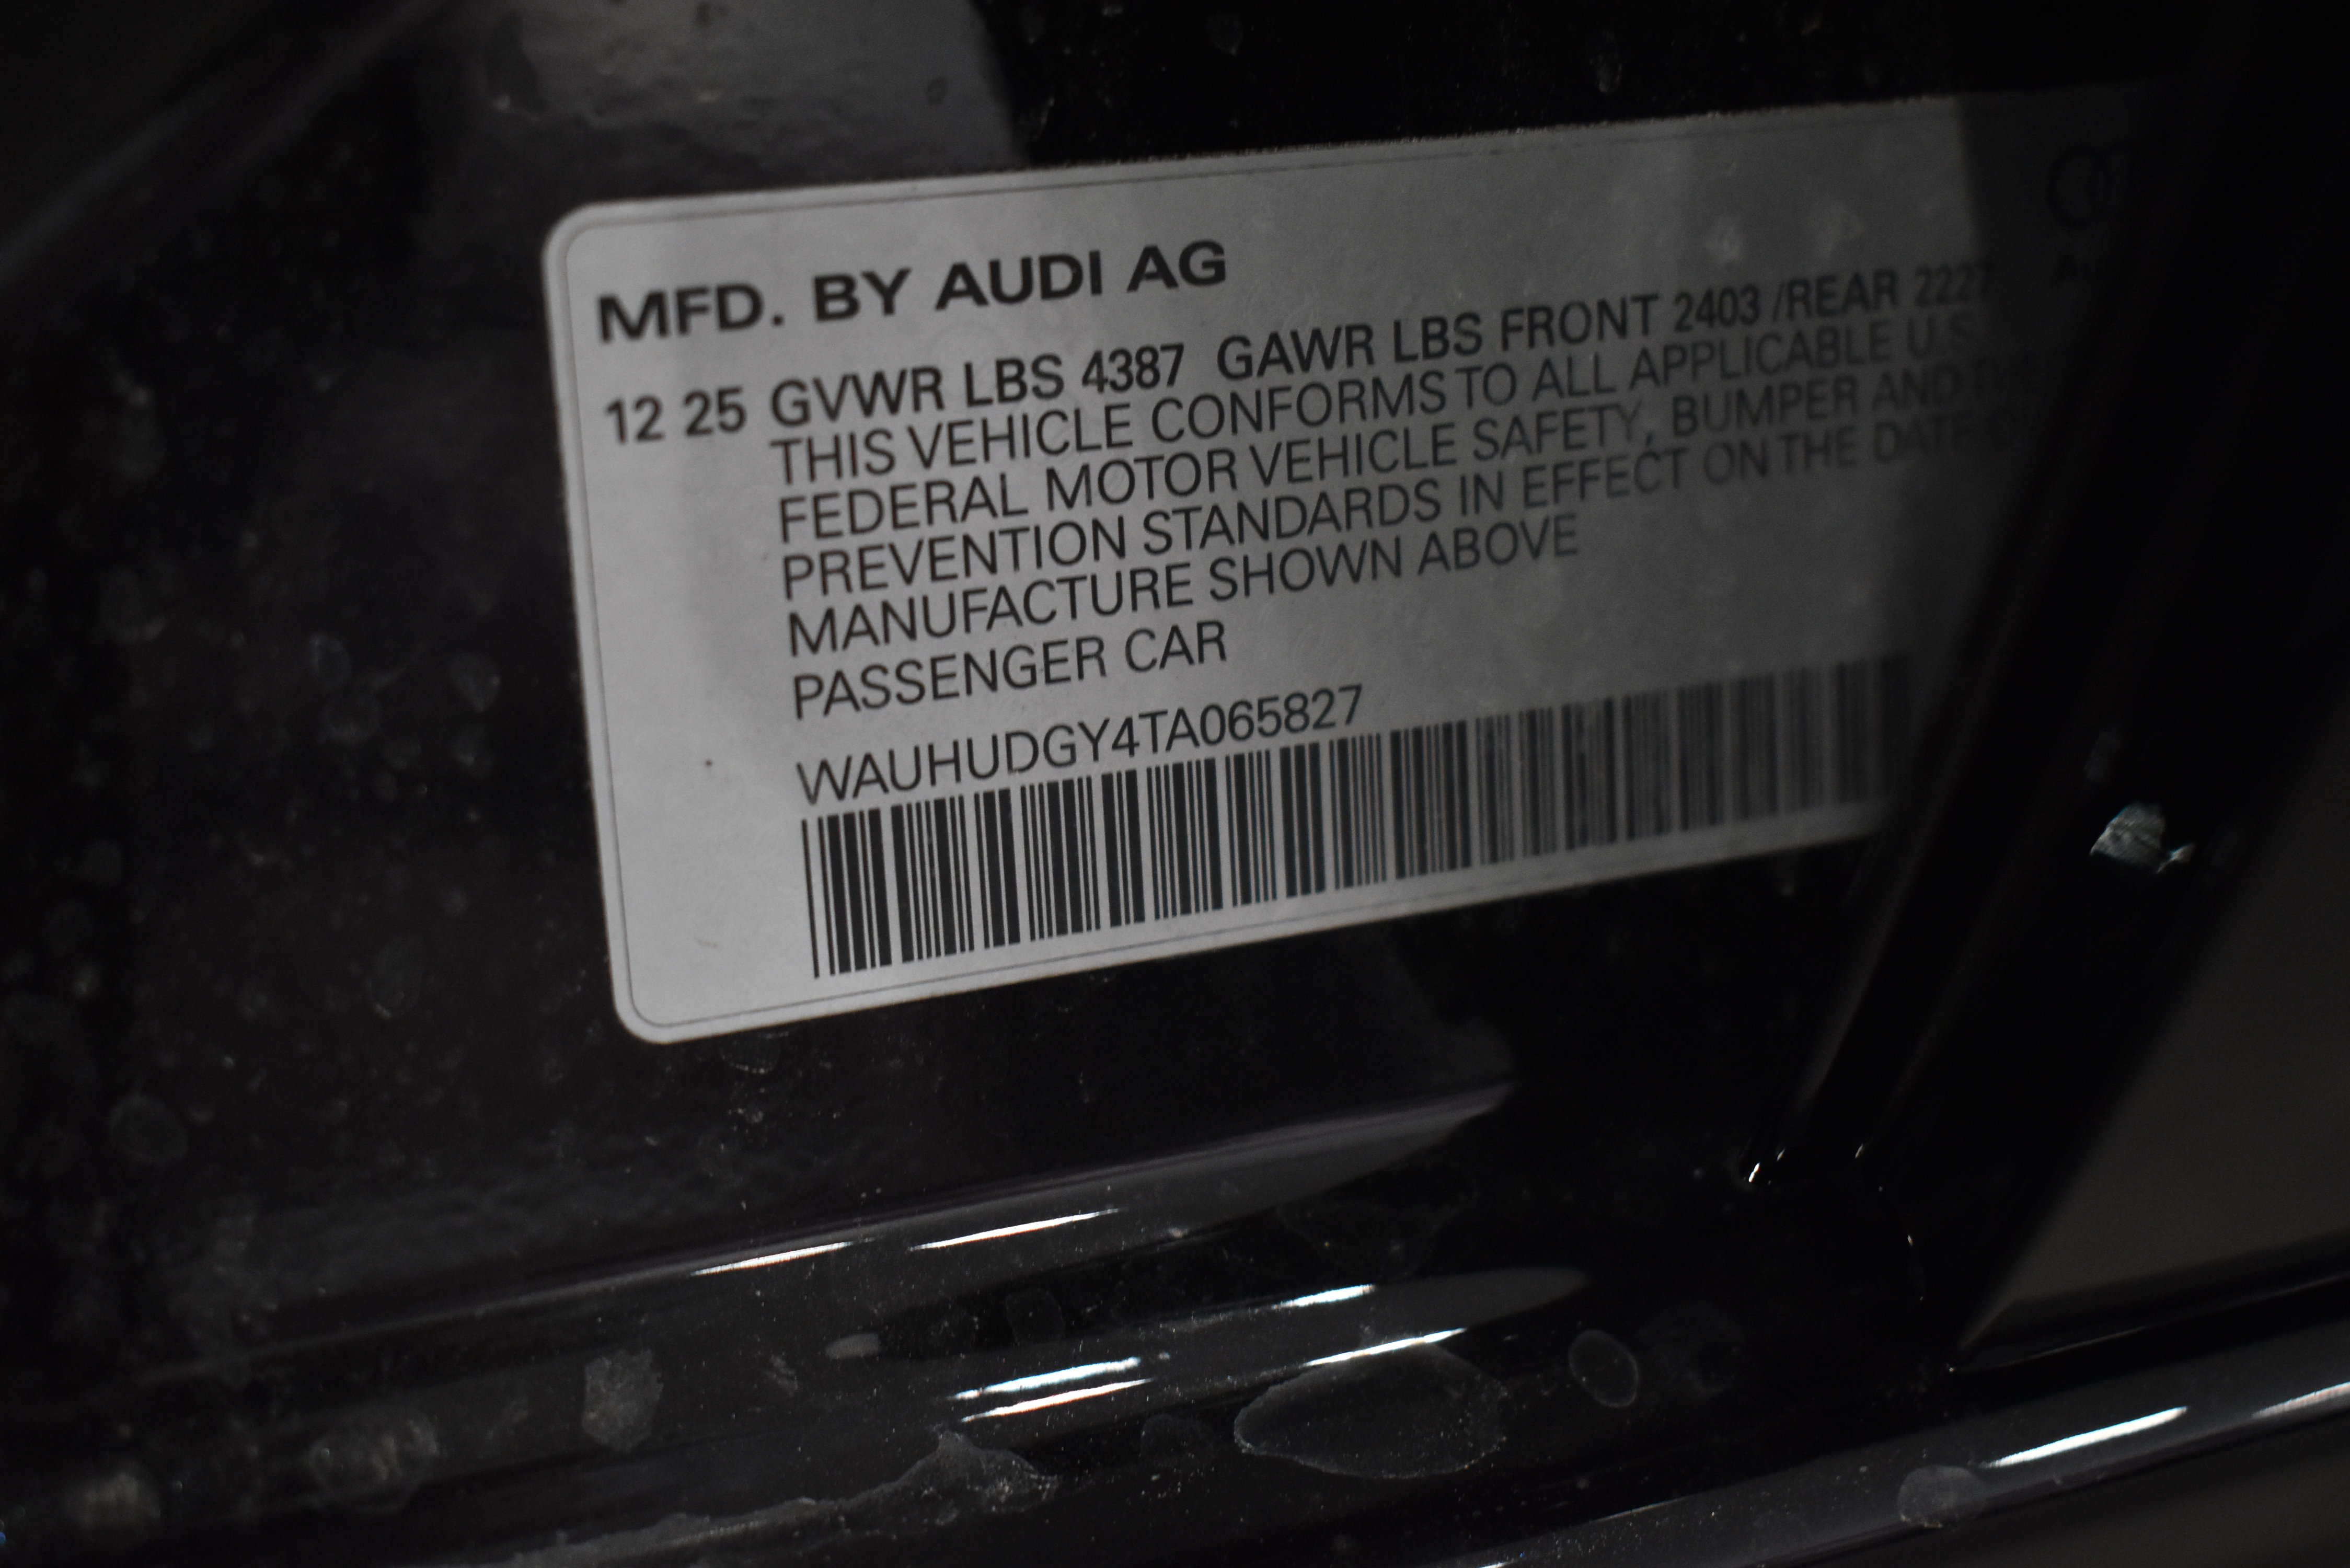 MFD. BY AUDI AG
12 25 GVWR LBS 4387 GAWR LBS FRONT 2403 /REAR 2227
THIS VEHICLE CONFORMS TO ALL APPLICABLE U.S.
FEDERAL MOTOR VEHICLE SAFETY, BUMPER AND
PREVENTION STANDARDS IN EFFECT ON THE DATE
MANUFACTURE SHOWN ABOVE
PASSENGER CAR
WAUHUDGY4TA065827